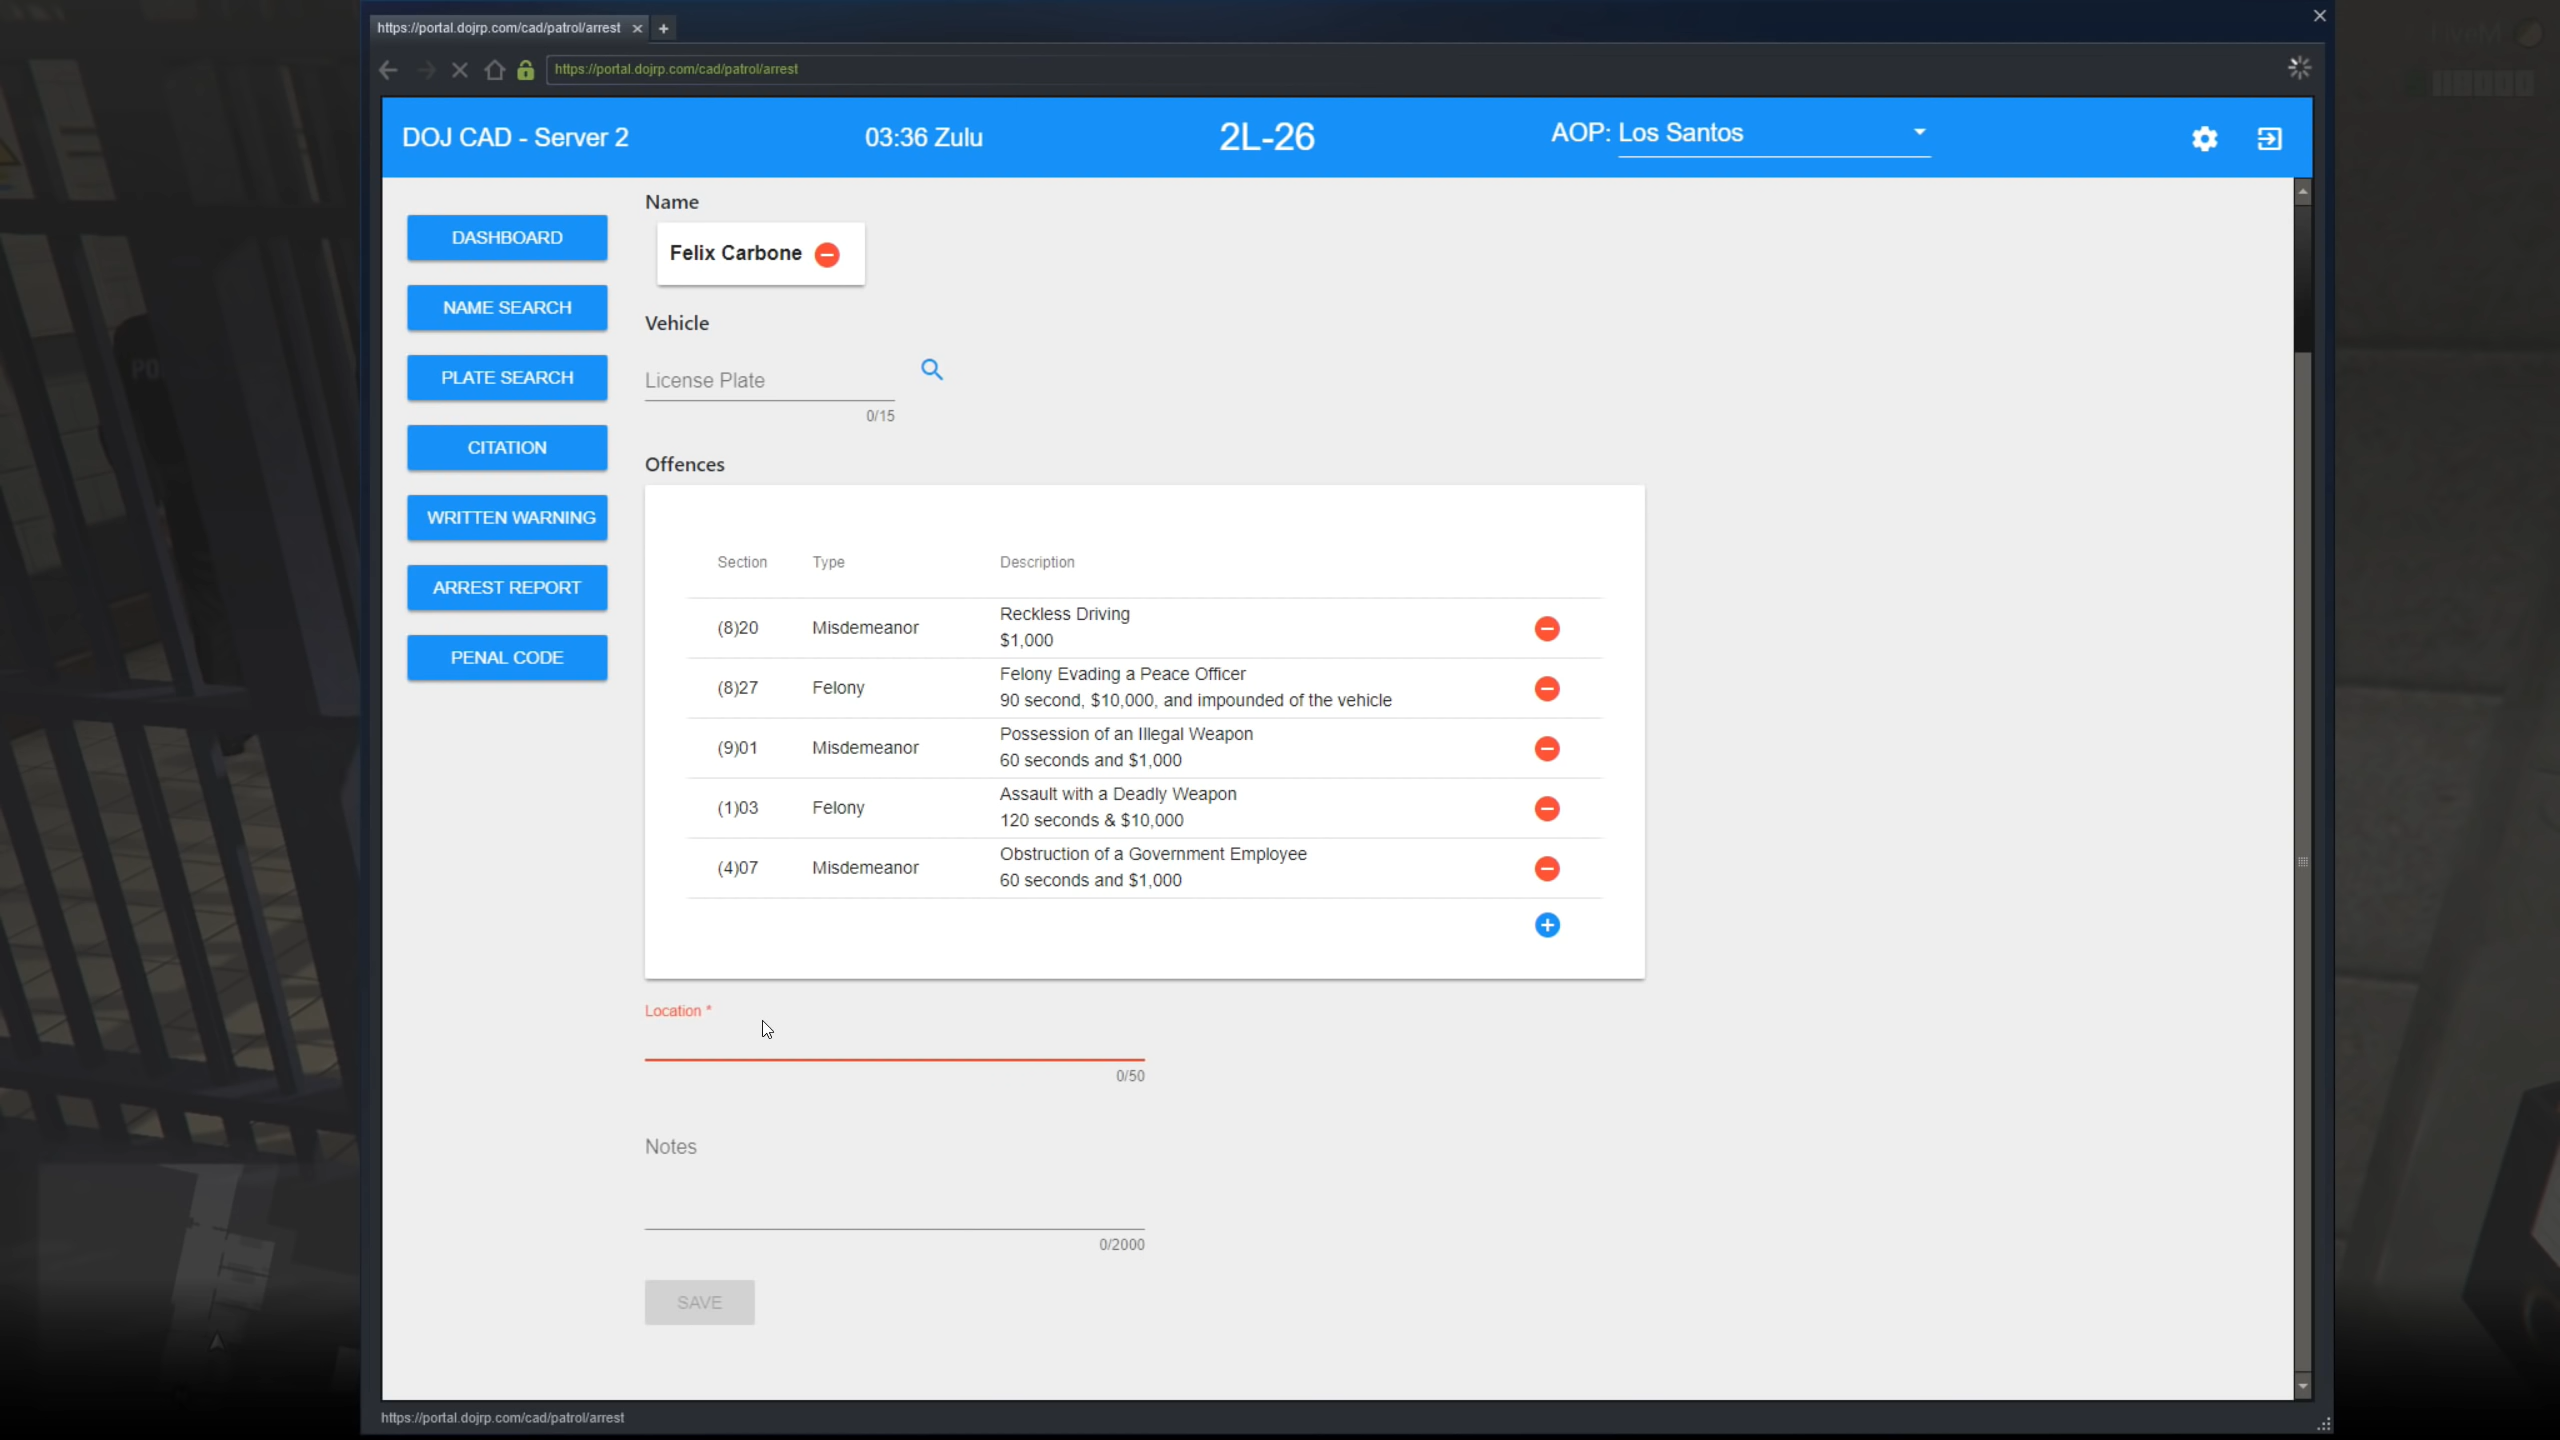 https://portal.dojrp.com/cad/patrol/arrest
https://portal.dojrp.com/cad/patrol/arrest
DOJ CAD - Server 2
03:36 Zulu
2L-26
AOP: Los Santos
DASHBOARD
NAME SEARCH
PLATE SEARCH
CITATION
WRITTEN WARNING
ARREST REPORT
PENAL CODE
Name
Felix Carbone
Vehicle
License Plate
0/15
Offences
Section Type Description
(8)20 Misdemeanor Reckless Driving
$1,000
(8)27 Felony Felony Evading a Peace Officer
90 second, $10,000, and impounded of the vehicle
(9)01 Misdemeanor Possession of an Illegal Weapon
60 seconds and $1,000
(1)03 Felony Assault with a Deadly Weapon
120 seconds & $10,000
(4)07 Misdemeanor Obstruction of a Government Employee
60 seconds and $1,000
Location *
0/50
Notes
0/2000
SAVE
https://portal.dojrp.com/cad/patrol/arrest
PO